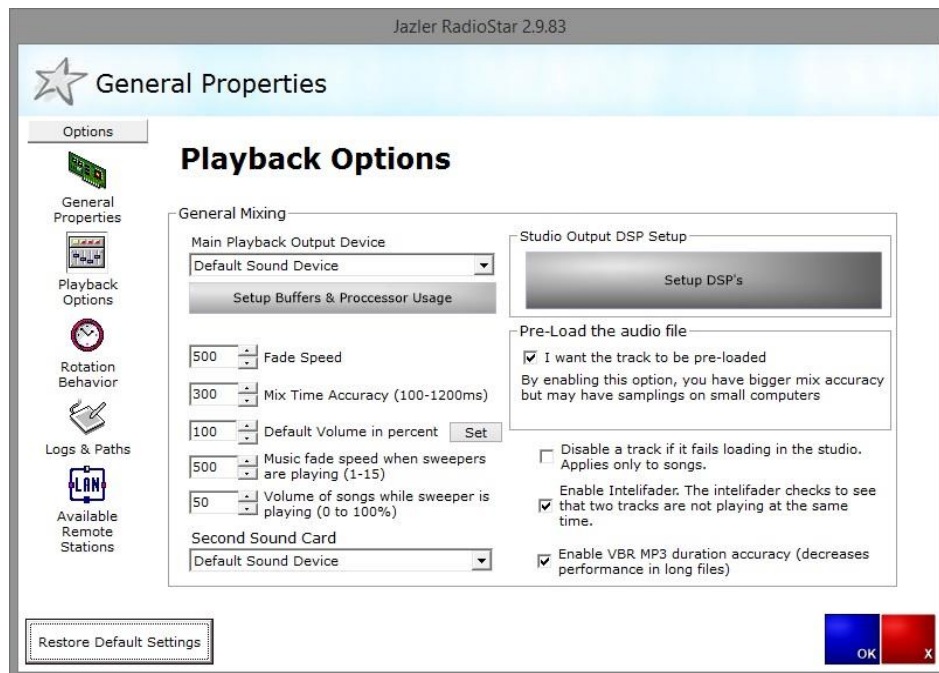 Jazler RadioStar 2.9.83
General Properties
Options
General
Properties
Playback
Options
Rotation
Behavior
Logs & Paths
LAN
Available
Remote
Stations
Playback Options
General Mixing
Main Playback Output Device
Default Sound Device
Setup Buffers & Proccessor Usage
500 Fade Speed
300 Mix Time Accuracy (100-1200ms)
100 Default Volume in percent Set
500 Music fade speed when sweepers
are playing (1-15)
50 Volume of songs while sweeper is
playing (0 to 100%)
Second Sound Card
Default Sound Device
Studio Output DSP Setup
Setup DSP's
Pre-Load the audio file
I want the track to be pre-loaded
By enabling this option, you have bigger mix accuracy
but may have samplings on small computers
Disable a track if it fails loading in the studio.
Applies only to songs.
Enable Intelifader. The intelifader checks to see
that two tracks are not playing at the same
time.
Enable VBR MP3 duration accuracy (decreases
performance in long files)
Restore Default Settings
OK
X